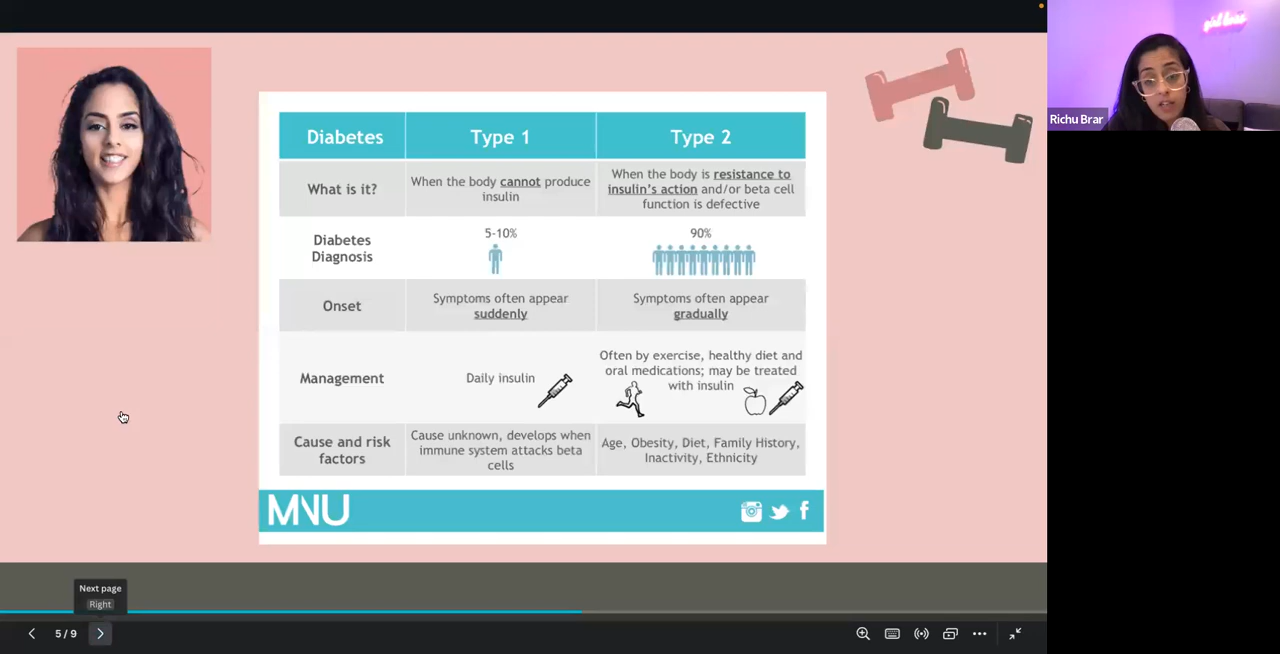 girl boss
Richu Brar
Diabetes
Type 1
Type 2
What is it?
When the body cannot produce
insulin
When the body is resistance to
insulin's action and/or beta cell
function is defective
Diabetes
Diagnosis
5-10%
90%
Onset
Symptoms often appear
suddenly
Symptoms often appear
gradually
Management
Daily insulin
Often by exercise, healthy diet and
oral medications; may be treated
with insulin
Cause and risk
factors
Cause unknown, develops when
immune system attacks beta
cells
Age, Obesity, Diet, Family History,
Inactivity, Ethnicity
MNU
Next page
Right
5 / 9